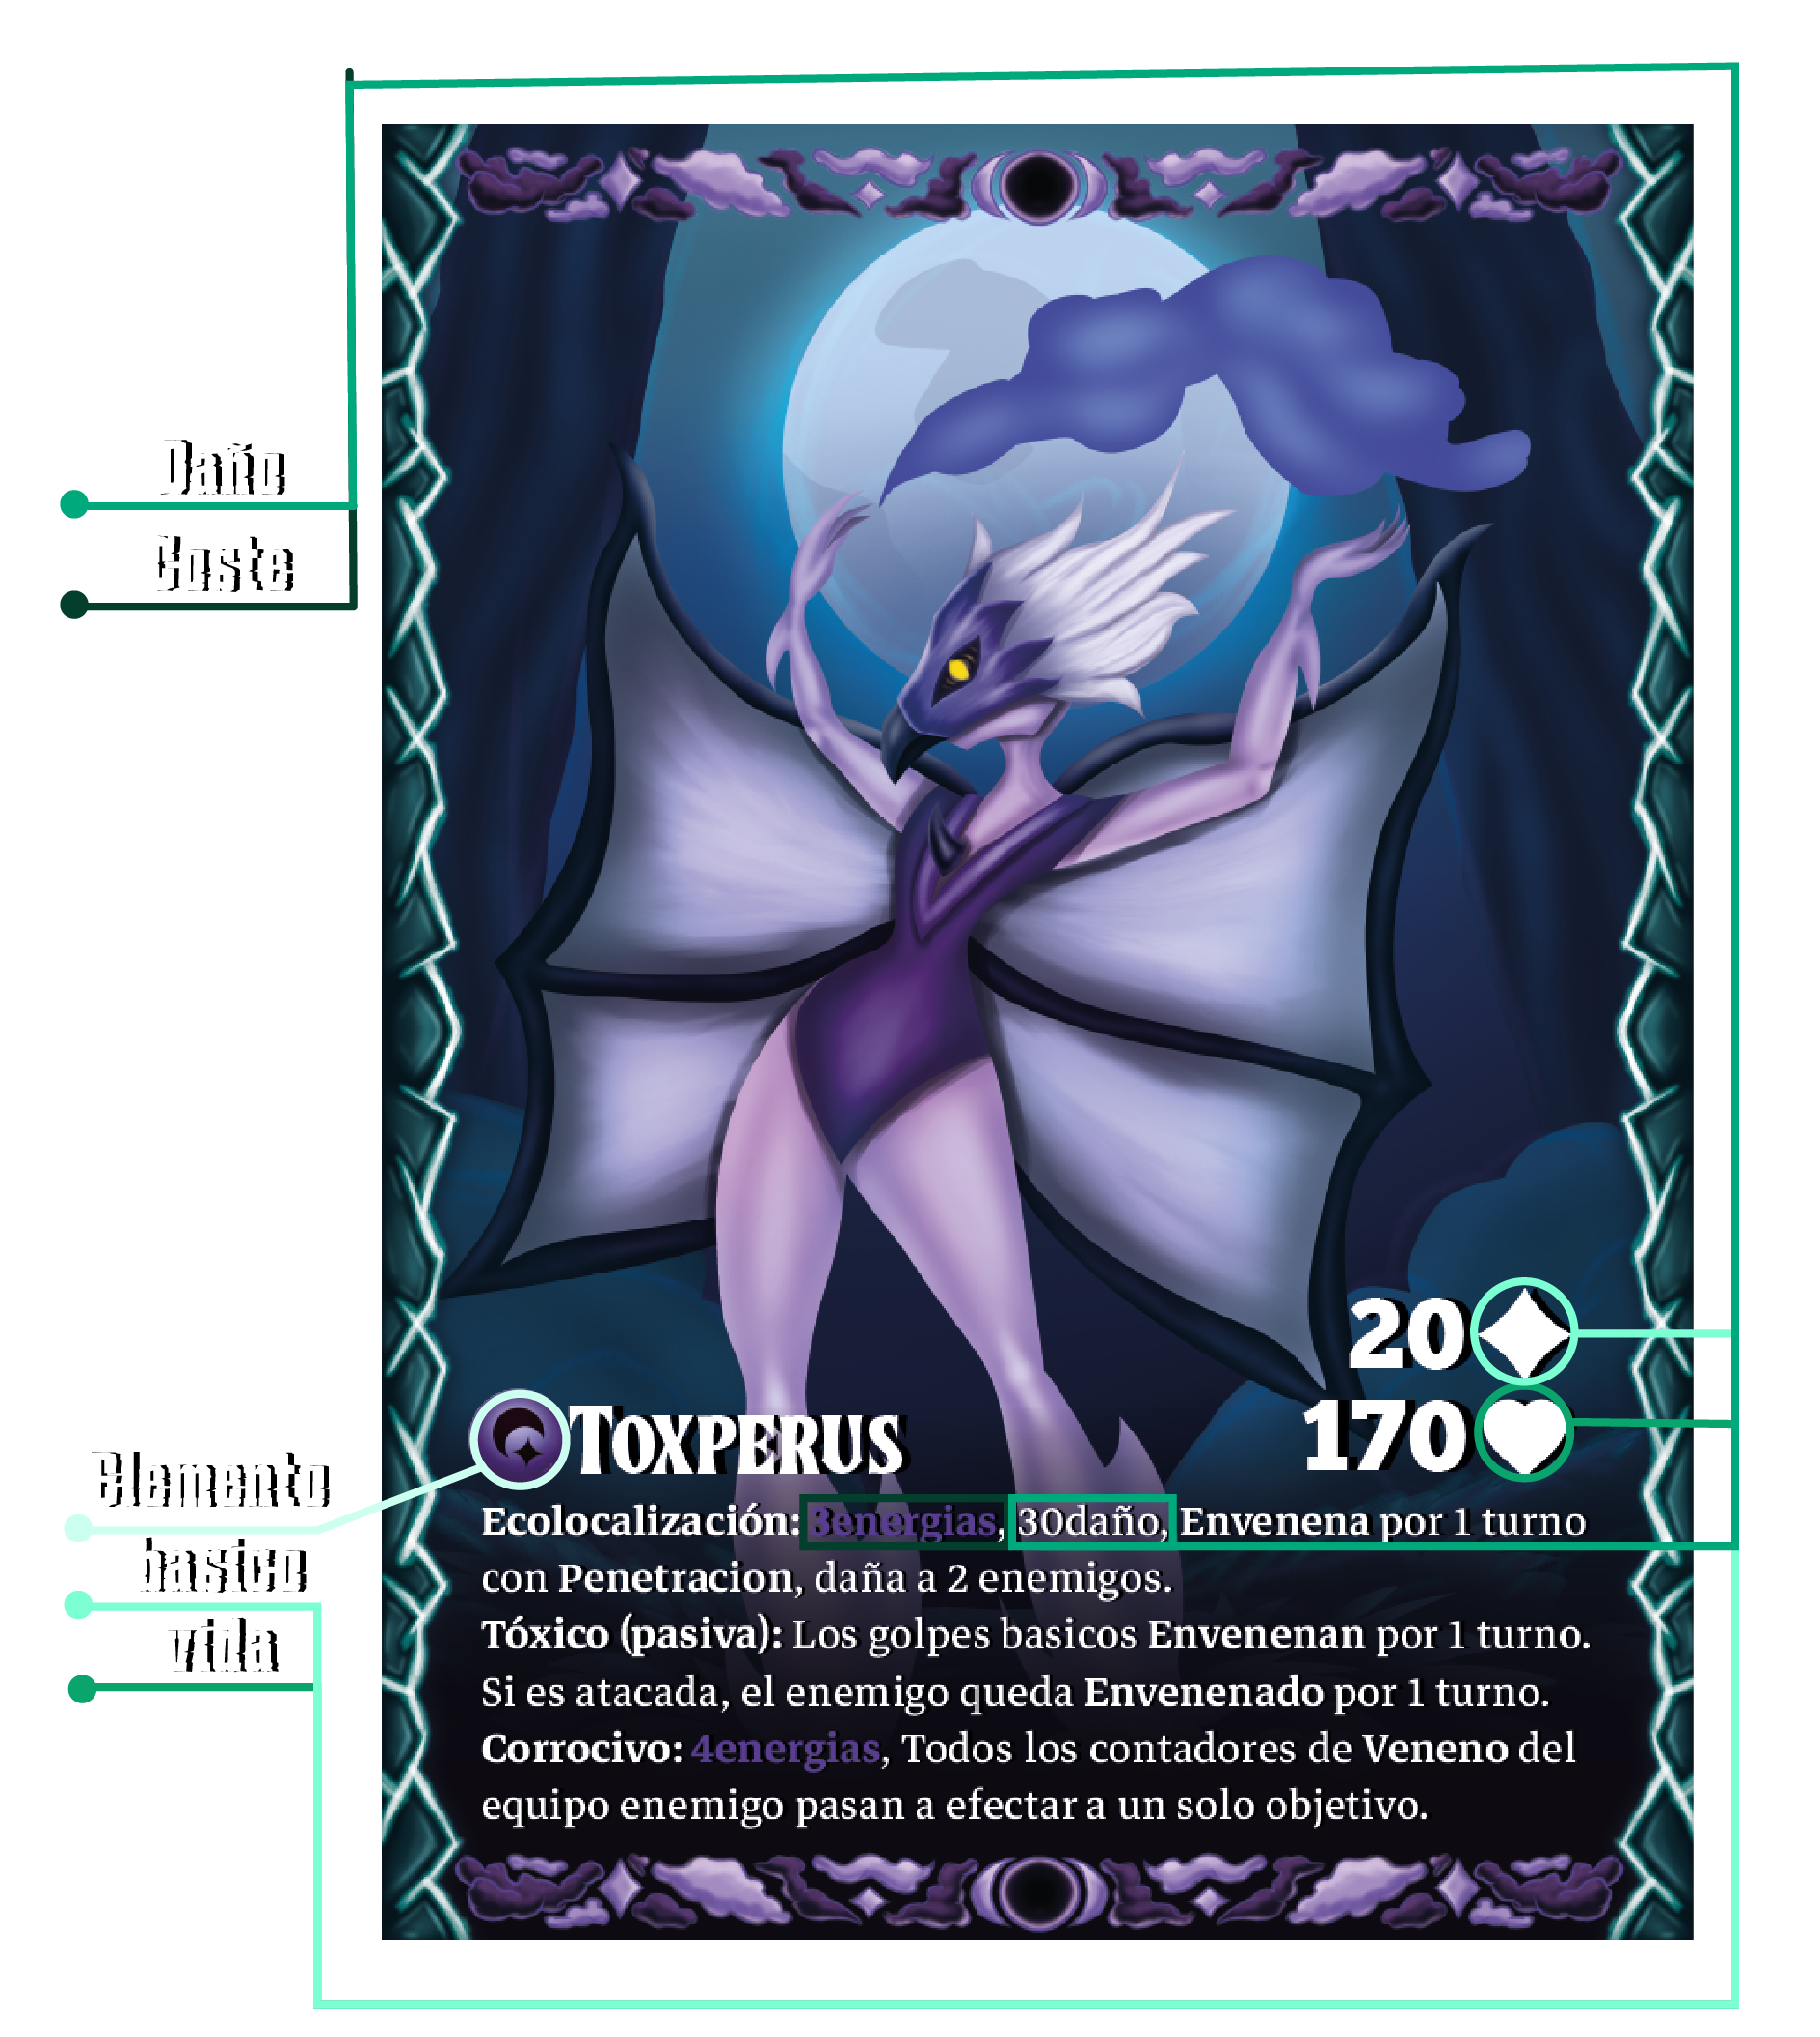 Daño
Coste
20
170
Elemento
TOXPERUS
basico
vida
Ecolocalización: 3energias, 30daño, Envenena por 1 turno
con Penetracion, daña a 2 enemigos.
Tóxico (pasiva): Los golpes basicos Envenenan por 1 turno.
Si es atacada, el enemigo queda Envenenado por 1 turno.
Corrocivo: 4energias, Todos los contadores de Veneno del
equipo enemigo pasan a efectar a un solo objetivo.